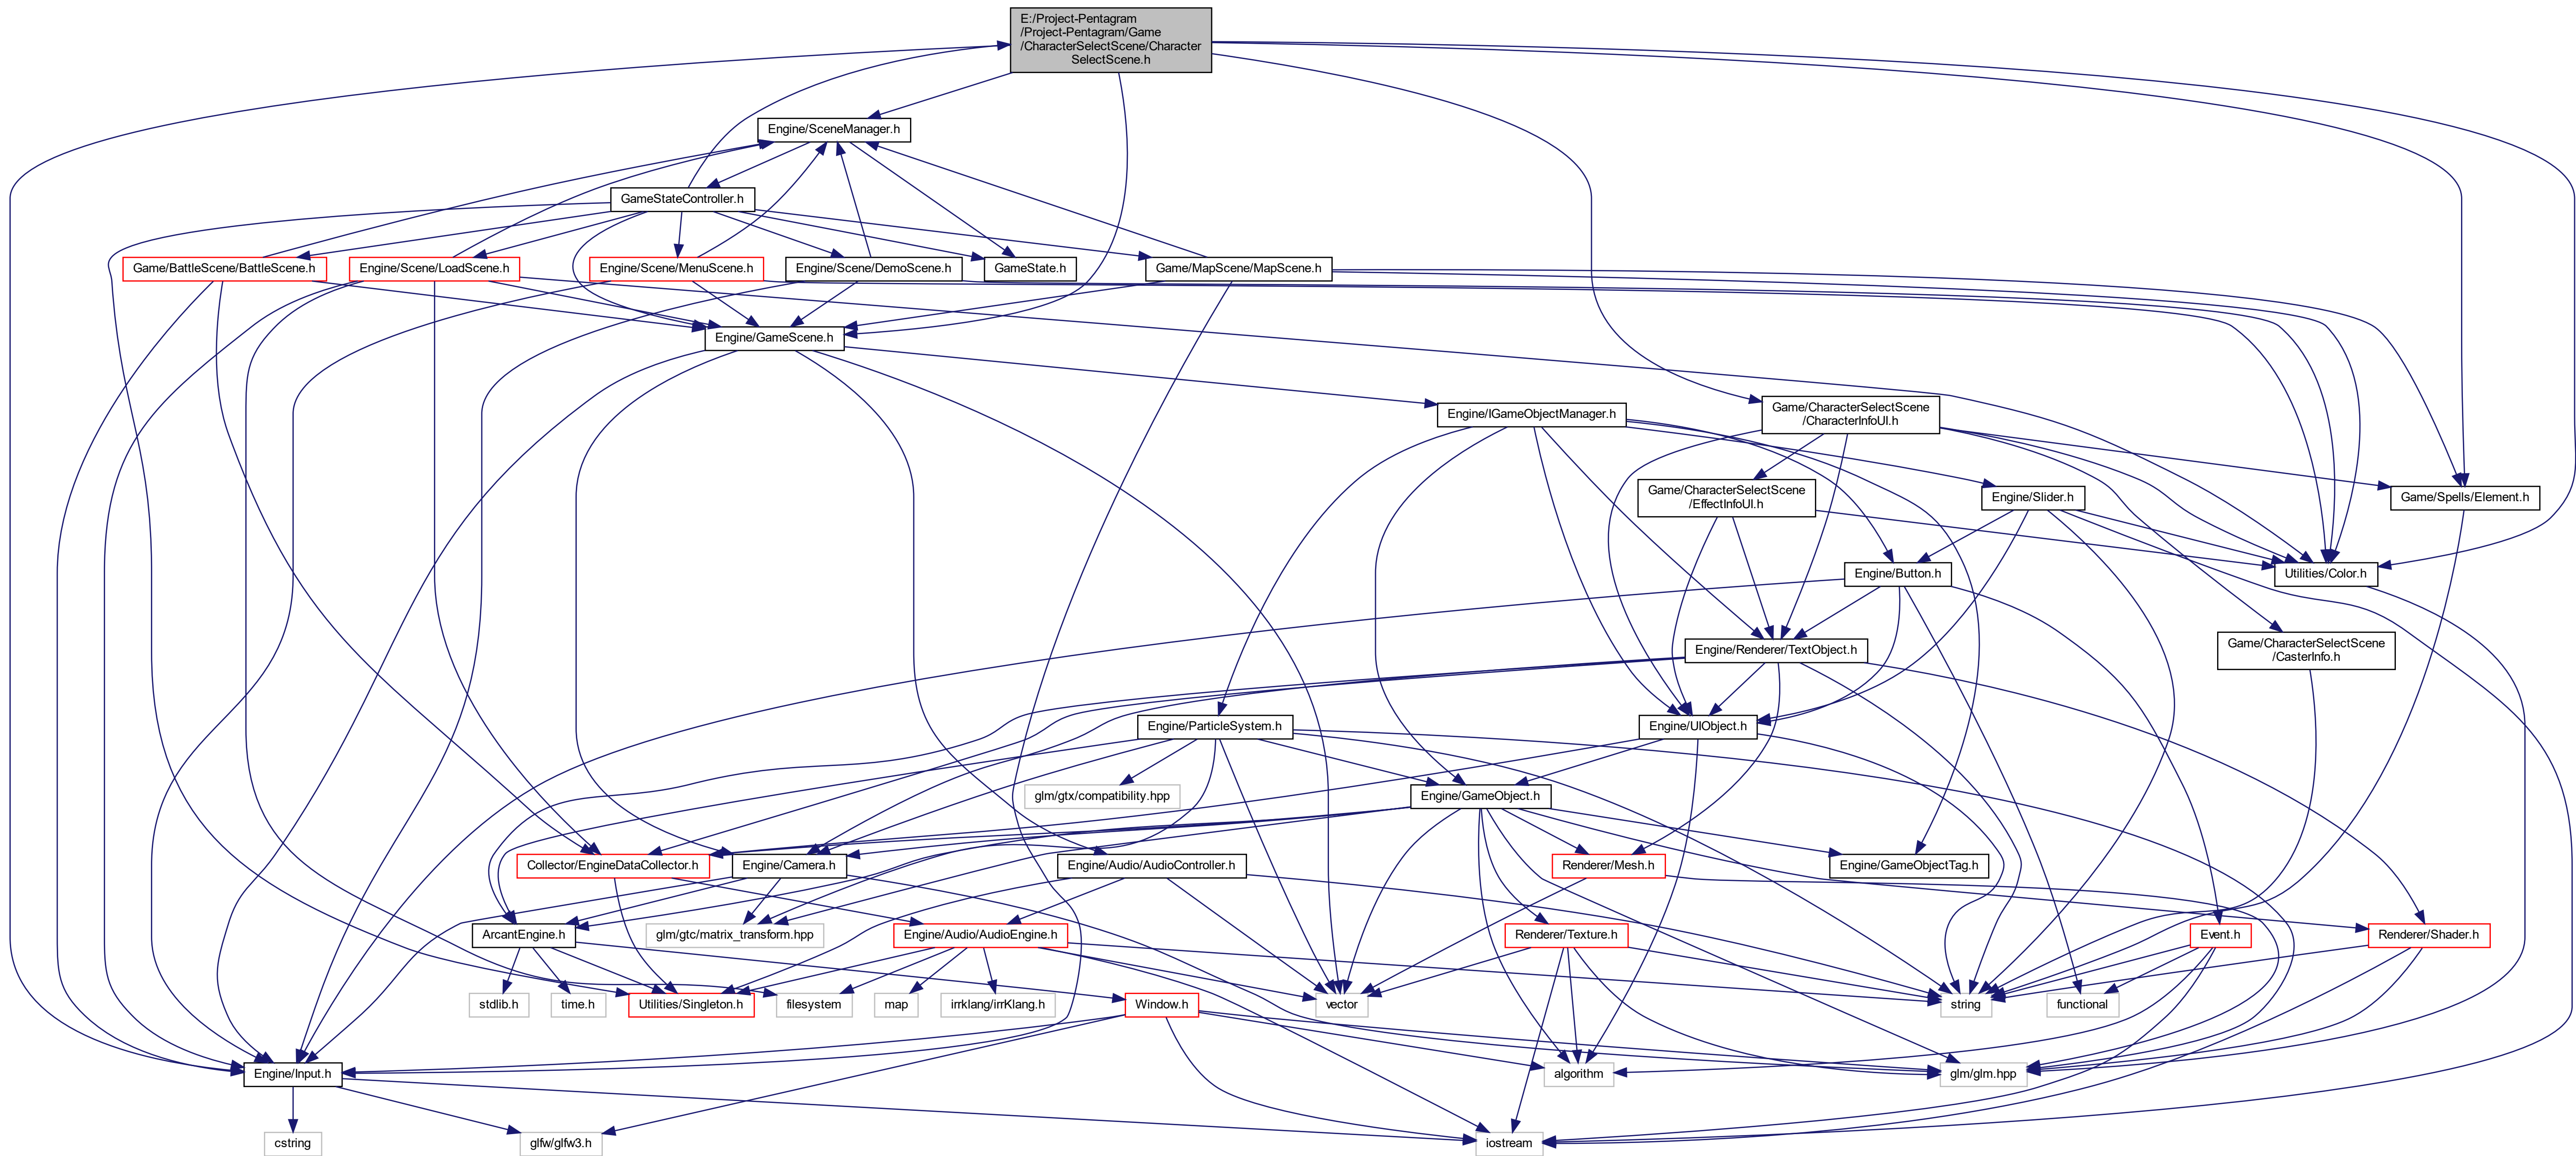 E:/Project-Pentagram
/Project-Pentagram/Game
/CharacterSelectScene/Character
SelectScene.h
Engine/SceneManager.h
GameStateController.h
Game/BattleScene/BattleScene.h
Engine/Scene/LoadScene.h
Engine/Scene/MenuScene.h
Engine/Scene/DemoScene.h
GameState.h
Game/MapScene/MapScene.h
Engine/GameScene.h
Engine/IGameObjectManager.h
Game/CharacterSelectScene
/CharacterInfoUI.h
Game/CharacterSelectScene
/EffectInfoUI.h
Engine/Slider.h
Game/Spells/Element.h
Engine/Button.h
Utilities/Color.h
Engine/Renderer/TextObject.h
Game/CharacterSelectScene
/CasterInfo.h
Engine/ParticleSystem.h
Engine/UIObject.h
glm/gtx/compatibility.hpp
Engine/GameObject.h
Collector/EngineDataCollector.h
Engine/Camera.h
Engine/Audio/AudioController.h
Renderer/Mesh.h
Engine/GameObjectTag.h
ArcantEngine.h
glm/gtc/matrix_transform.hpp
Engine/Audio/AudioEngine.h
Renderer/Texture.h
Event.h
Renderer/Shader.h
stdlib.h
time.h
Utilities/Singleton.h
filesystem
map
irrklang/irrKlang.h
Window.h
vector
string
functional
Engine/Input.h
algorithm
glm/glm.hpp
cstring
glfw/glfw3.h
iostream